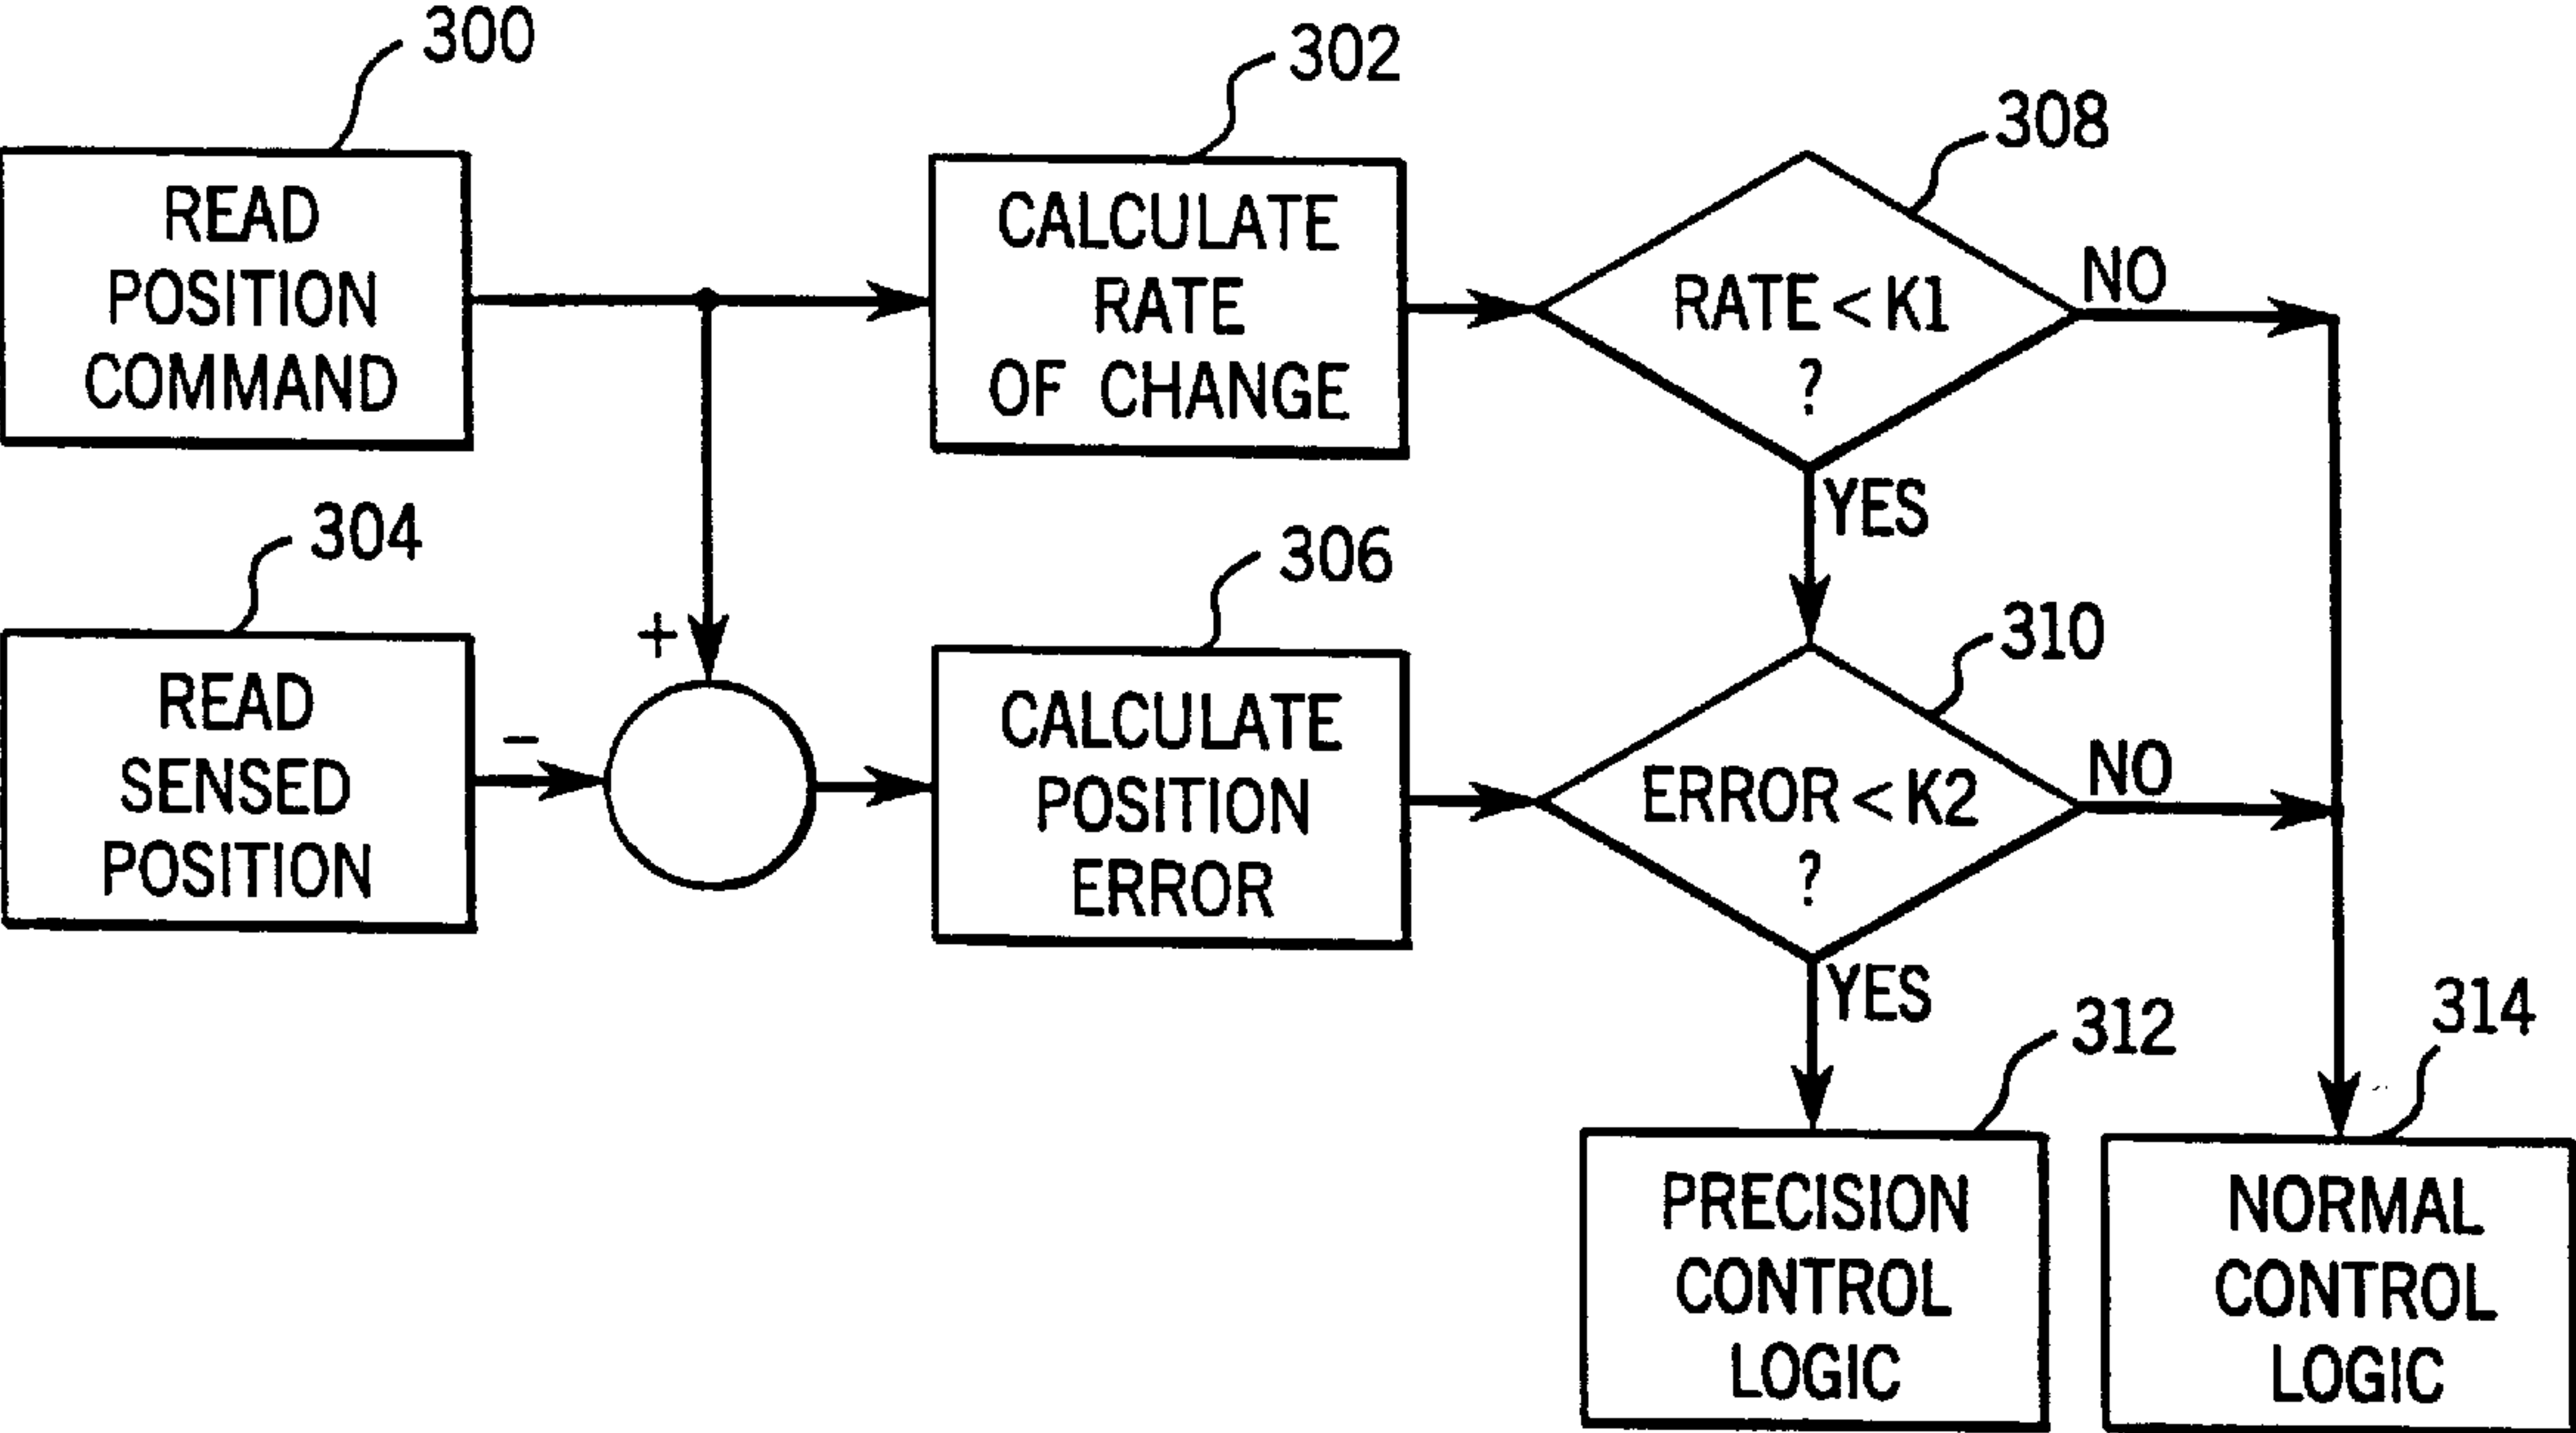 300
READ
POSITION
COMMAND
302
CALCULATE
RATE
OF CHANGE
308
RATE < K1
?
NO
YES
304
READ
SENSED
POSITION
+
-
306
CALCULATE
POSITION
ERROR
310
ERROR < K2
?
NO
YES
312
PRECISION
CONTROL
LOGIC
314
NORMAL
CONTROL
LOGIC